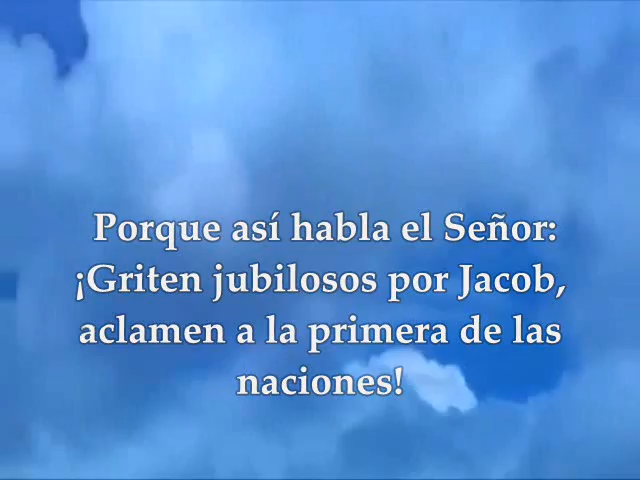 Porque así habla el Señor:
¡Griten jubilosos por Jacob,
aclamen a la primera de las
naciones!